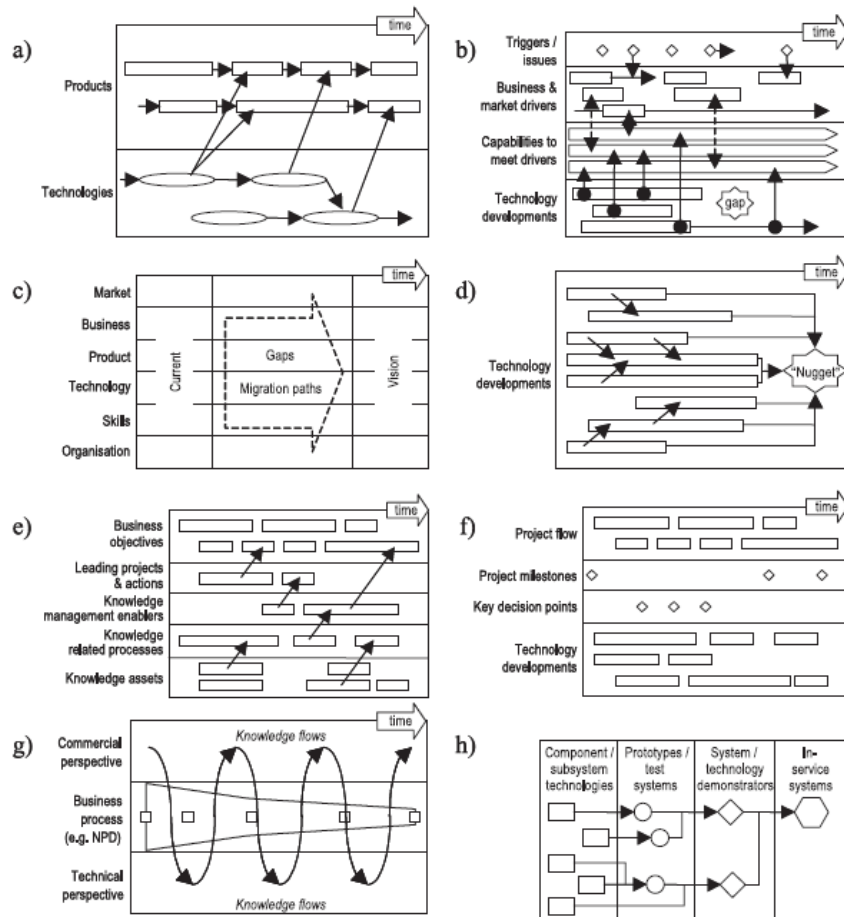 a)
time
Products
Technologies
b)
time
Triggers /
issues
Business &
market drivers
Capabilities to
meet drivers
Technology
developments
gap
c)
time
Market
Business
Product
Technology
Skills
Organisation
Current
Gaps
Migration paths
Vision
d)
time
Technology
developments
"Nugget"
e)
time
Business
objectives
Leading projects
& actions
Knowledge
management enablers
Knowledge
related processes
Knowledge assets
f)
time
Project flow
Project milestones
Key decision points
Technology
developments
g)
time
Commercial
perspective
Knowledge flows
Business
process
(e.g. NPD)
Technical
perspective
Knowledge flows
h)
Component /
subsystem
technologies
Prototypes /
test
systems
System /
technology
demonstrators
In-
service
systems